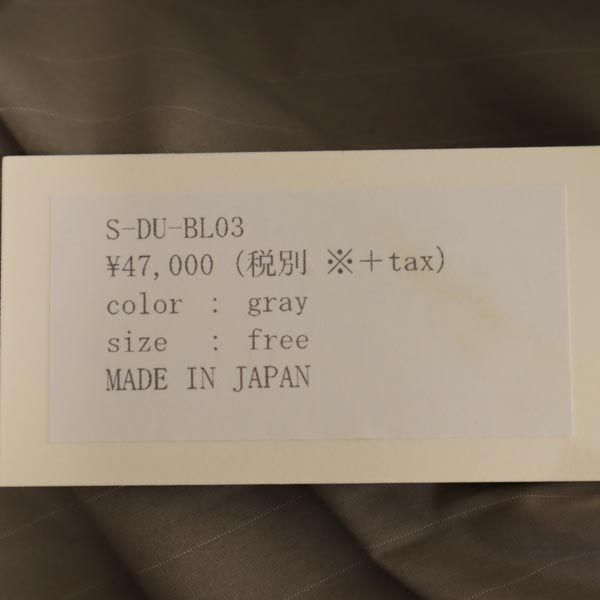 S-DU-BL03
¥47,000 (税別 ※+tax)
color : gray
size : free
MADE IN JAPAN